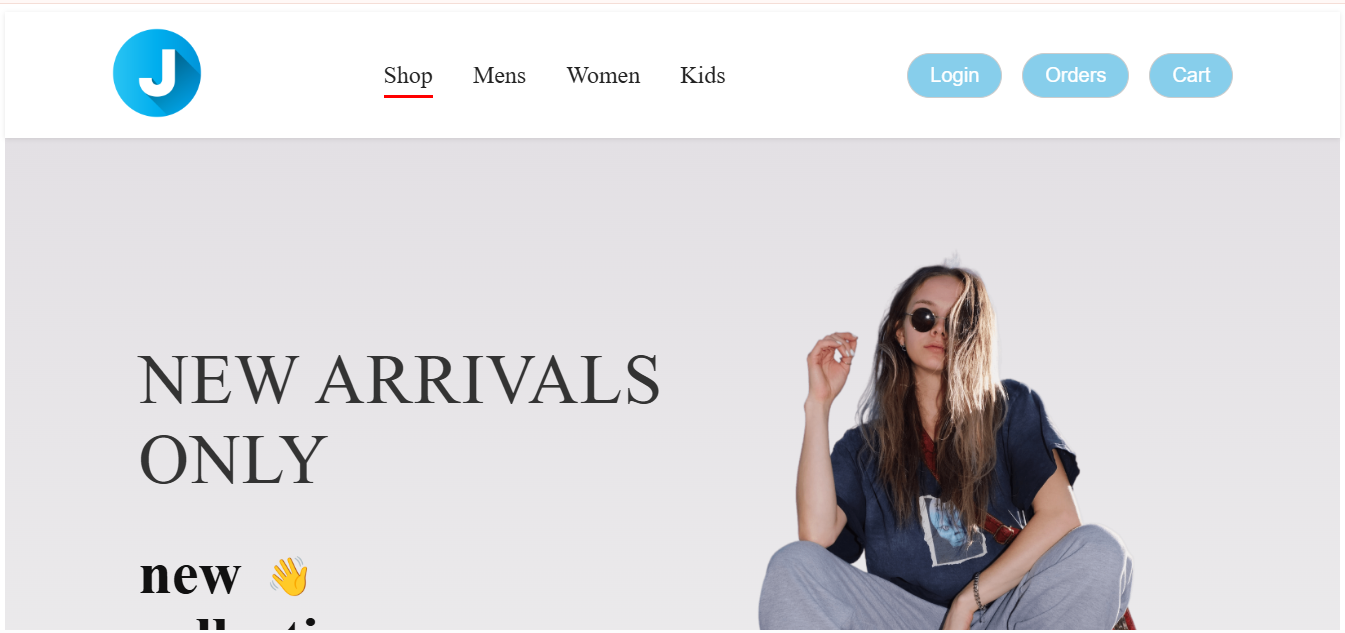 J
Shop Mens Women Kids Login Orders Cart
NEW ARRIVALS
ONLY
new 👋